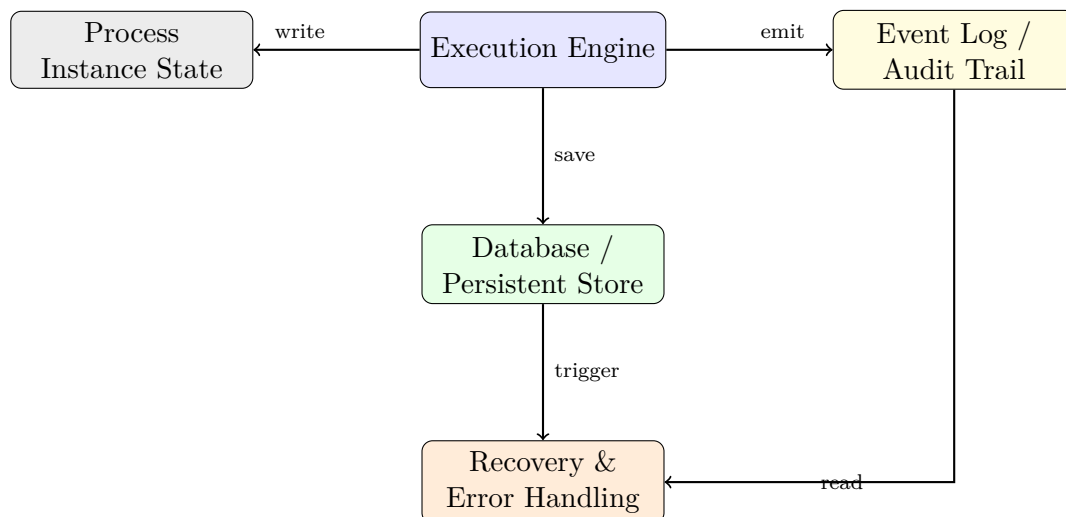 Process
Instance State
write
Execution Engine
emit
Event Log /
Audit Trail
save
Database /
Persistent Store
trigger
Recovery &
Error Handling
read